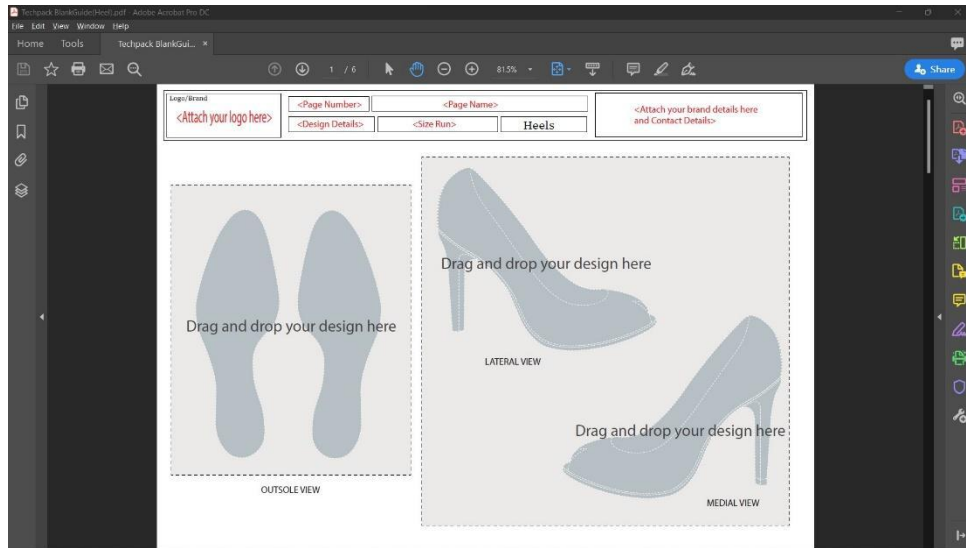 Techpack BlankGuide(Heel).pdf - Adobe Acrobat Pro DC
File Edit View Window Help
Home Tools Techpack BlankGui... ×
1 / 6 81.5%
Share
Logo/Brand
<Attach your logo here>
<Page Number> <Page Name>
<Design Details> <Size Run> Heels
<Attach your brand details here
and Contact Details>
Drag and drop your design here
OUTSOLE VIEW
Drag and drop your design here
LATERAL VIEW
Drag and drop your design here
MEDIAL VIEW